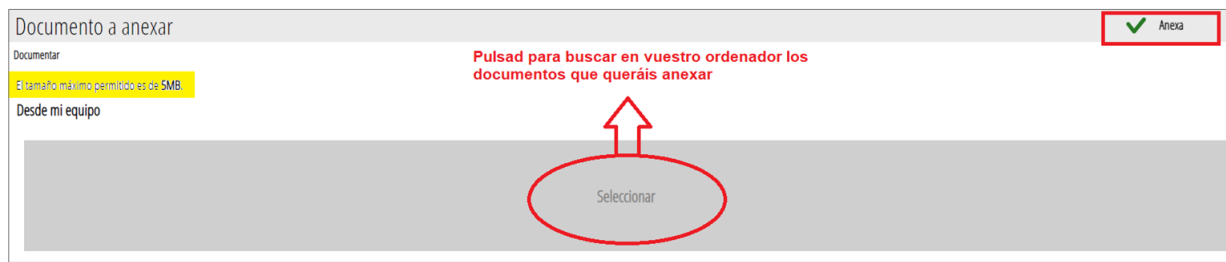 Documento a anexar
Anexa
Documentar
Pulsad para buscar en vuestro ordenador los
documentos que queráis anexar
El tamaño máximo permitido es de 5MB.
Desde mi equipo
Seleccionar